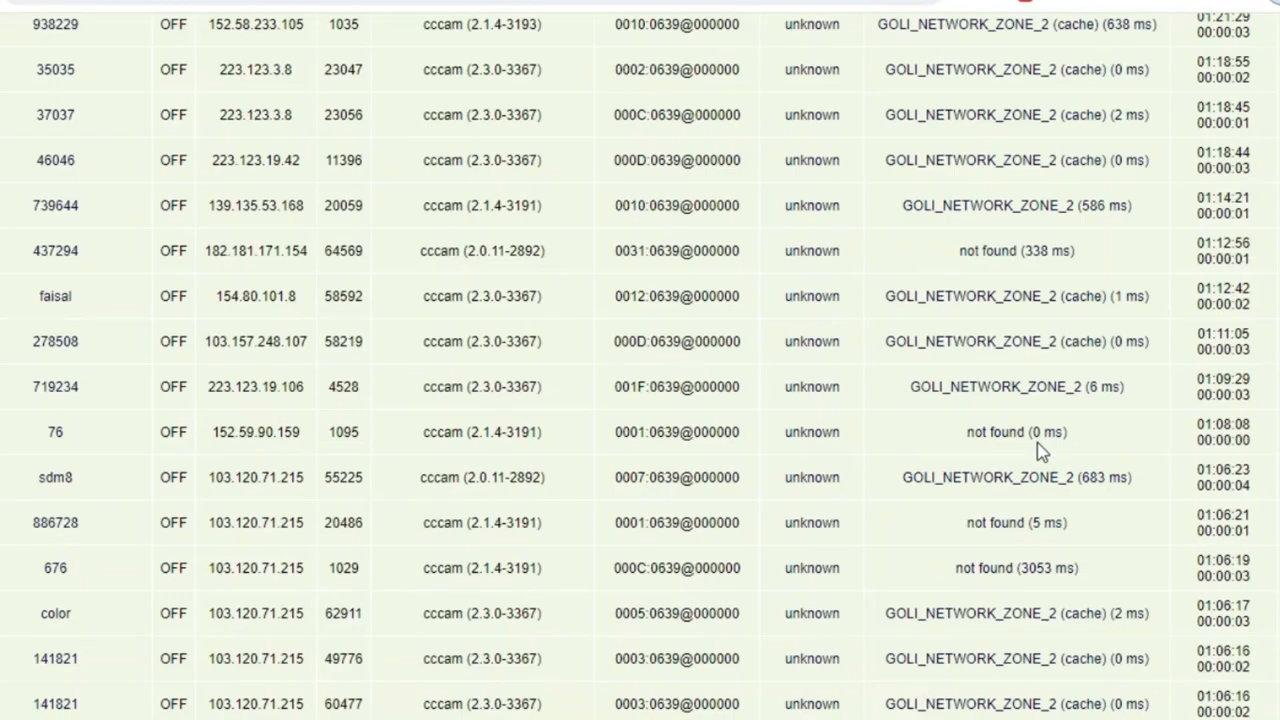 938229 OFF 152.58.233.105 1035 cccam (2.1.4-3193) 0010:0639@000000 unknown GOLI_NETWORK_ZONE_2 (cache) (638 ms) 01:21:29
00:00:03
35035 OFF 223.123.3.8 23047 cccam (2.3.0-3367) 0002:0639@000000 unknown GOLI_NETWORK_ZONE_2 (cache) (0 ms) 01:18:55
00:00:02
37037 OFF 223.123.3.8 23056 cccam (2.3.0-3367) 000C:0639@000000 unknown GOLI_NETWORK_ZONE_2 (cache) (2 ms) 01:18:45
00:00:01
46046 OFF 223.123.19.42 11396 cccam (2.3.0-3367) 000D:0639@000000 unknown GOLI_NETWORK_ZONE_2 (cache) (0 ms) 01:18:44
00:00:03
739644 OFF 139.135.53.168 20059 cccam (2.1.4-3191) 0010:0639@000000 unknown GOLI_NETWORK_ZONE_2 (586 ms) 01:14:21
00:00:01
437294 OFF 182.181.171.154 64569 cccam (2.0.11-2892) 0031:0639@000000 unknown not found (338 ms) 01:12:56
00:00:01
faisal OFF 154.80.101.8 58592 cccam (2.3.0-3367) 0012:0639@000000 unknown GOLI_NETWORK_ZONE_2 (cache) (1 ms) 01:12:42
00:00:02
278508 OFF 103.157.248.107 58219 cccam (2.3.0-3367) 000D:0639@000000 unknown GOLI_NETWORK_ZONE_2 (cache) (0 ms) 01:11:05
00:00:03
719234 OFF 223.123.19.106 4528 cccam (2.3.0-3367) 001F:0639@000000 unknown GOLI_NETWORK_ZONE_2 (6 ms) 01:09:29
00:00:03
76 OFF 152.59.90.159 1095 cccam (2.1.4-3191) 0001:0639@000000 unknown not found (0 ms) 01:08:08
00:00:00
sdm8 OFF 103.120.71.215 55225 cccam (2.0.11-2892) 0007:0639@000000 unknown GOLI_NETWORK_ZONE_2 (683 ms) 01:06:23
00:00:04
886728 OFF 103.120.71.215 20486 cccam (2.1.4-3191) 0001:0639@000000 unknown not found (5 ms) 01:06:21
00:00:01
676 OFF 103.120.71.215 1029 cccam (2.1.4-3191) 000C:0639@000000 unknown not found (3053 ms) 01:06:19
00:00:03
color OFF 103.120.71.215 62911 cccam (2.3.0-3367) 0005:0639@000000 unknown GOLI_NETWORK_ZONE_2 (cache) (2 ms) 01:06:17
00:00:03
141821 OFF 103.120.71.215 49776 cccam (2.3.0-3367) 0003:0639@000000 unknown GOLI_NETWORK_ZONE_2 (cache) (0 ms) 01:06:16
00:00:02
141821 OFF 103.120.71.215 60477 cccam (2.3.0-3367) 0003:0639@000000 unknown GOLI_NETWORK_ZONE_2 (cache) (0 ms) 01:06:16
00:00:02